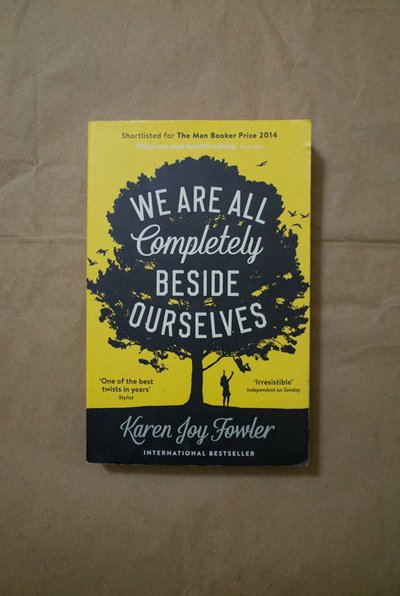 Shortlisted for The Man Booker Prize 2014
'Hilarious and heartbreaking' Guardian
WE ARE ALL
Completely
BESIDE
OURSELVES
'One of the best
twists in years'
Stylist
'Irresistible'
Independent on Sunday
Karen Joy Fowler
INTERNATIONAL BESTSELLER